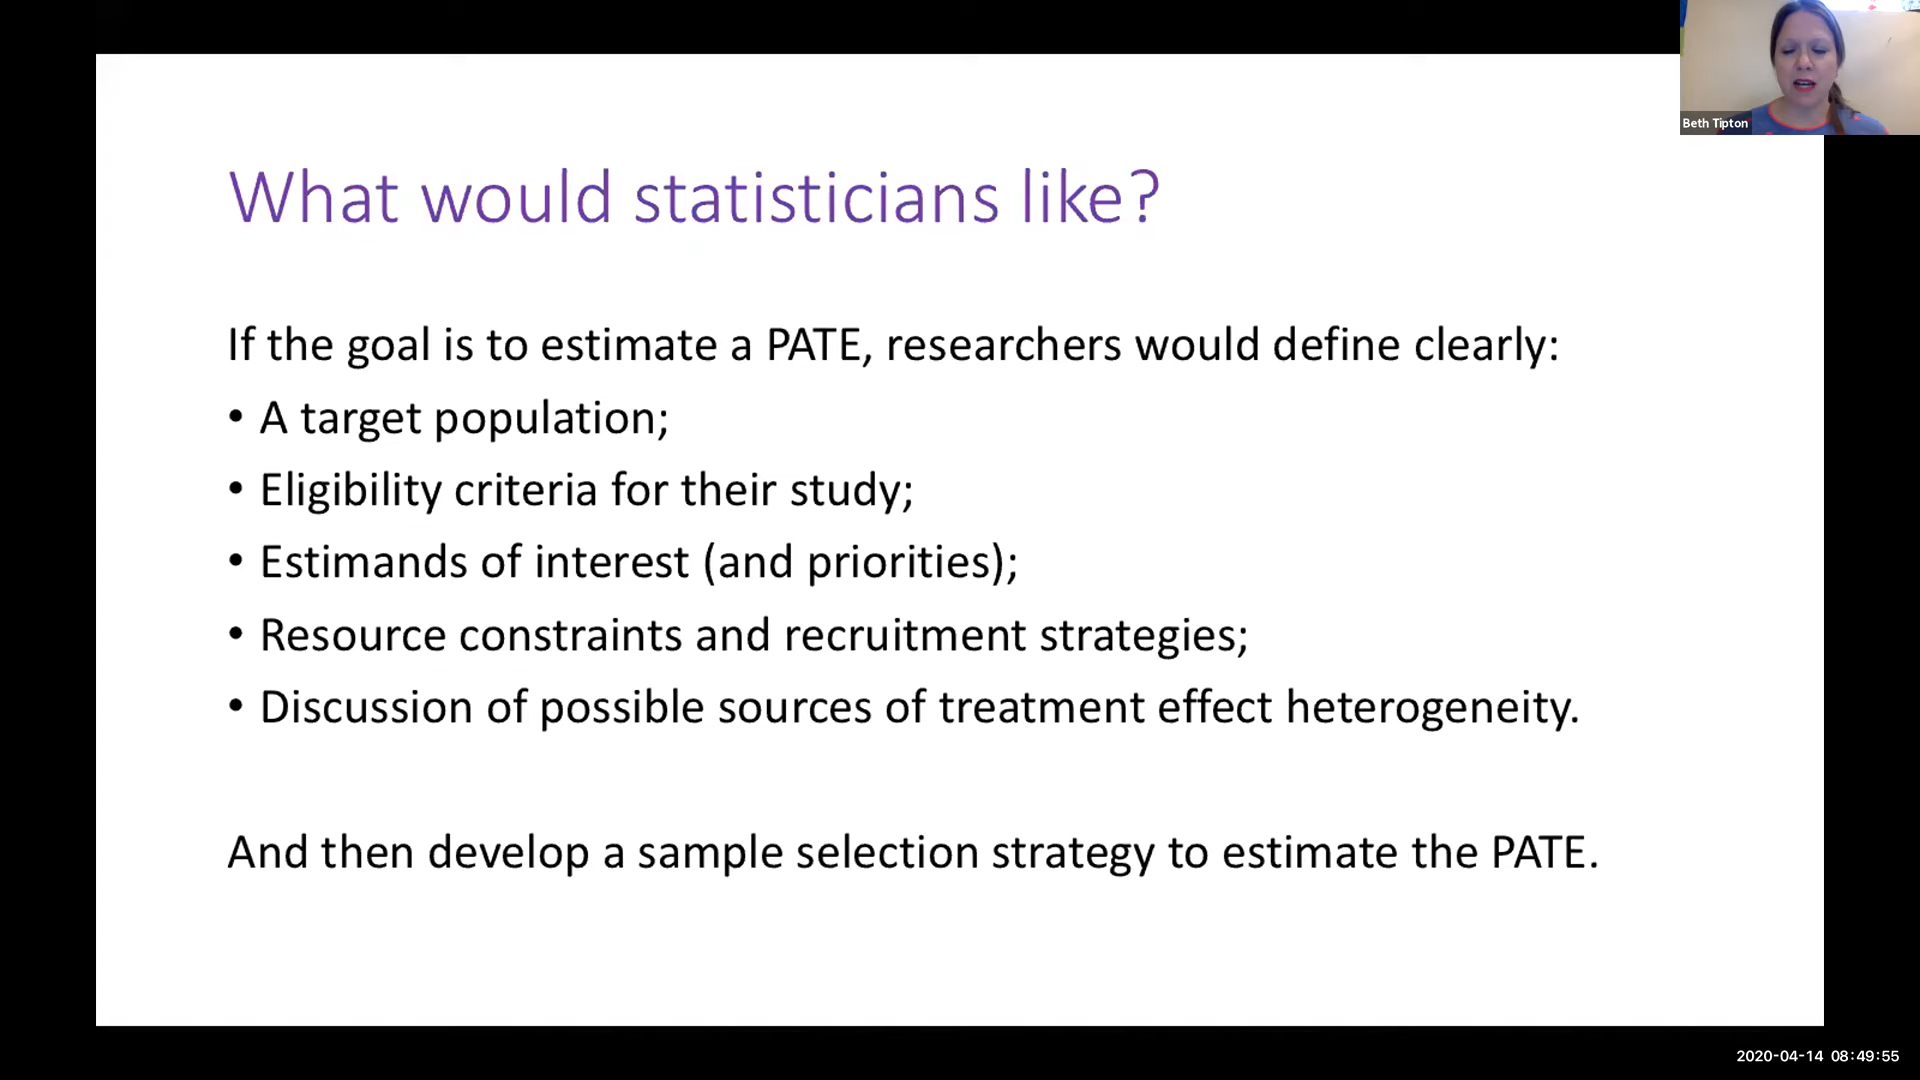 Beth Tipton
What would statisticians like?
If the goal is to estimate a PATE, researchers would define clearly:
• A target population;
• Eligibility criteria for their study;
• Estimands of interest (and priorities);
• Resource constraints and recruitment strategies;
• Discussion of possible sources of treatment effect heterogeneity.
And then develop a sample selection strategy to estimate the PATE.
2020-04-14 08:49:55